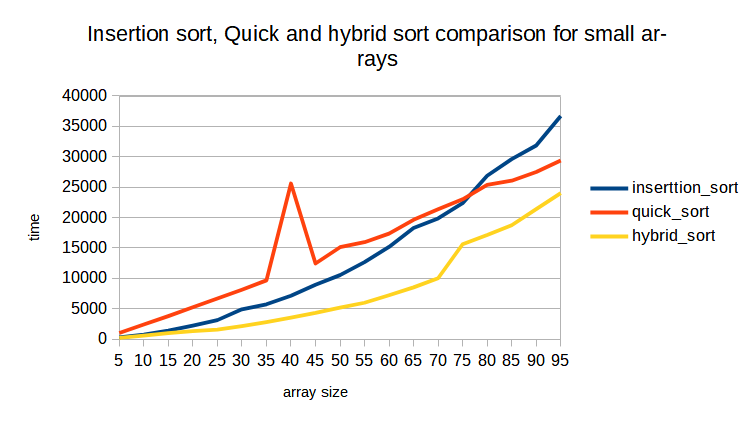 Insertion sort, Quick and hybrid sort comparison for small ar-
rays
40000
35000
30000
25000
20000
15000
10000
5000
0
time
5 10 15 20 25 30 35 40 45 50 55 60 65 70 75 80 85 90 95
array size
inserttion_sort
quick_sort
hybrid_sort